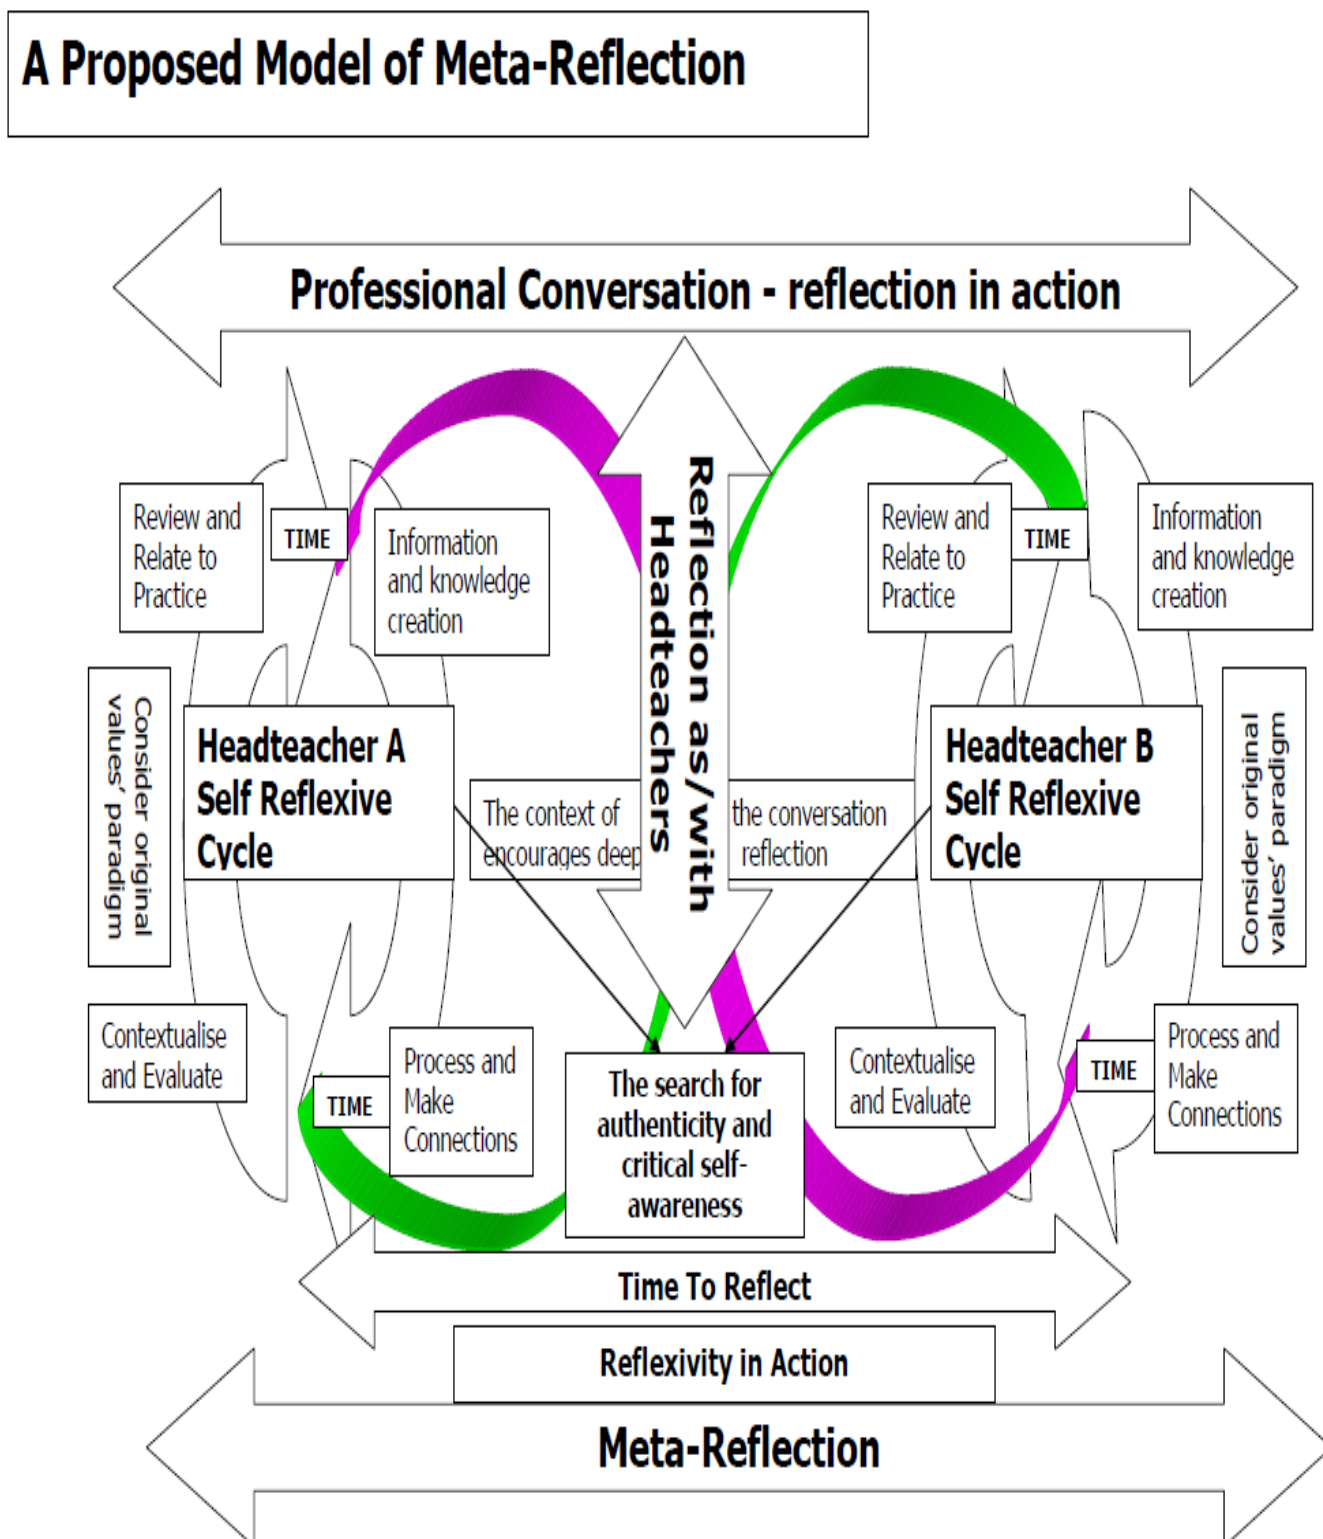 A Proposed Model of Meta-Reflection
Professional Conversation - reflection in action
Reflection as/with
Headteachers
Review and
Relate to
Practice
TIME
Information
and knowledge
creation
Review and
Relate to
Practice
TIME
Information
and knowledge
creation
Consider original
values' paradigm
Headteacher A
Self Reflexive
Cycle
The context of
encourages deep
the conversation
reflection
Headteacher B
Self Reflexive
Cycle
Consider original
values' paradigm
Contextualise
and Evaluate
TIME
Process and
Make
Connections
The search for
authenticity and
critical self-
awareness
Contextualise
and Evaluate
TIME
Process and
Make
Connections
Time To Reflect
Reflexivity in Action
Meta-Reflection